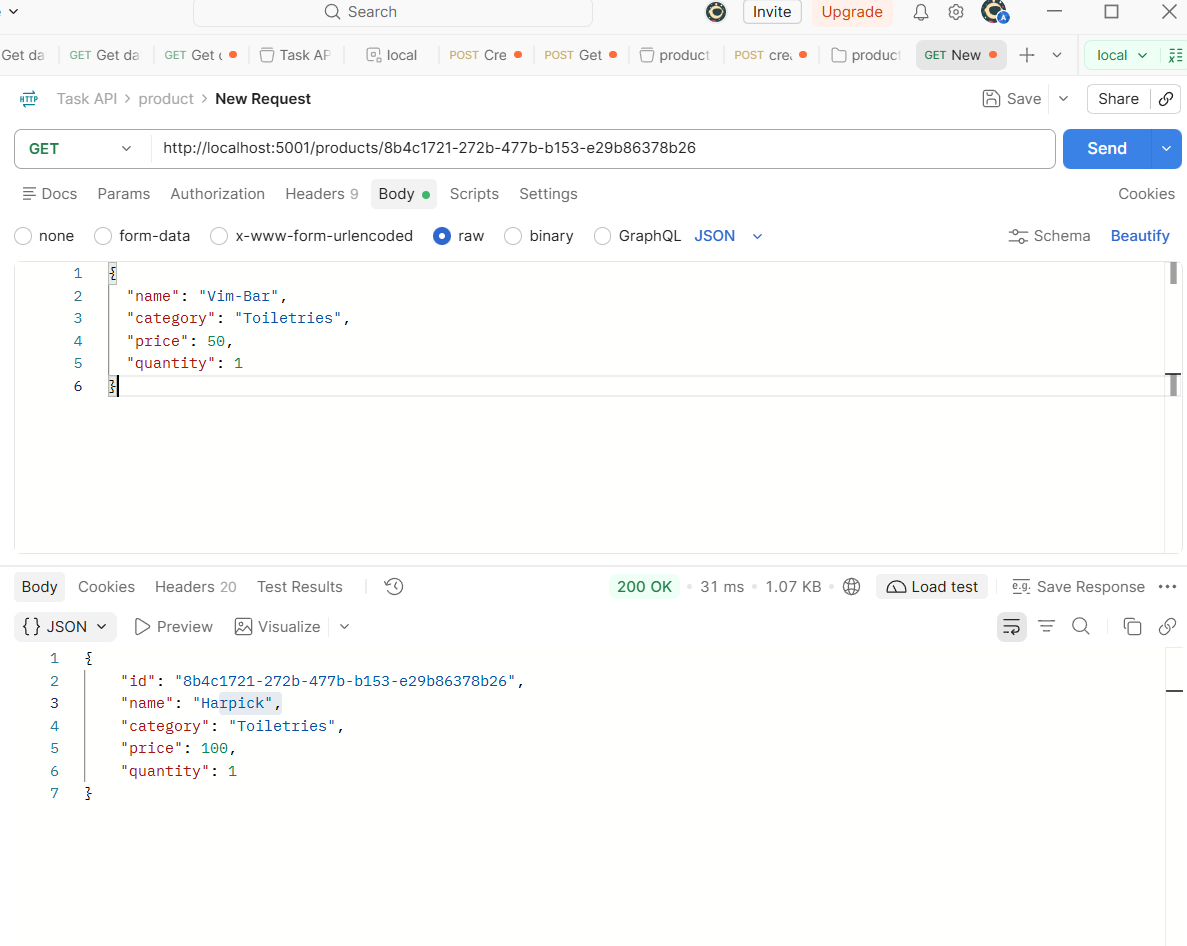 Search
Invite
Upgrade
A
Get da
GET Get da
GET Get
Task AP
local
POST Cre
POST Get
product
POST crea
product
GET New
local
HTTP
Task API > product > New Request
Save
Share
GET
http://localhost:5001/products/8b4c1721-272b-477b-b153-e29b86378b26
Send
Docs
Params
Authorization
Headers 9
Body
Scripts
Settings
Cookies
none
form-data
x-www-form-urlencoded
raw
binary
GraphQL
JSON
Schema
Beautify
1 {
2 "name": "Vim-Bar",
3 "category": "Toiletries",
4 "price": 50,
5 "quantity": 1
6 }
Body
Cookies
Headers 20
Test Results
200 OK
31 ms
1.07 KB
Load test
e.g. Save Response
{} JSON
Preview
Visualize
1 {
2 "id": "8b4c1721-272b-477b-b153-e29b86378b26",
3 "name": "Harpick",
4 "category": "Toiletries",
5 "price": 100,
6 "quantity": 1
7 }